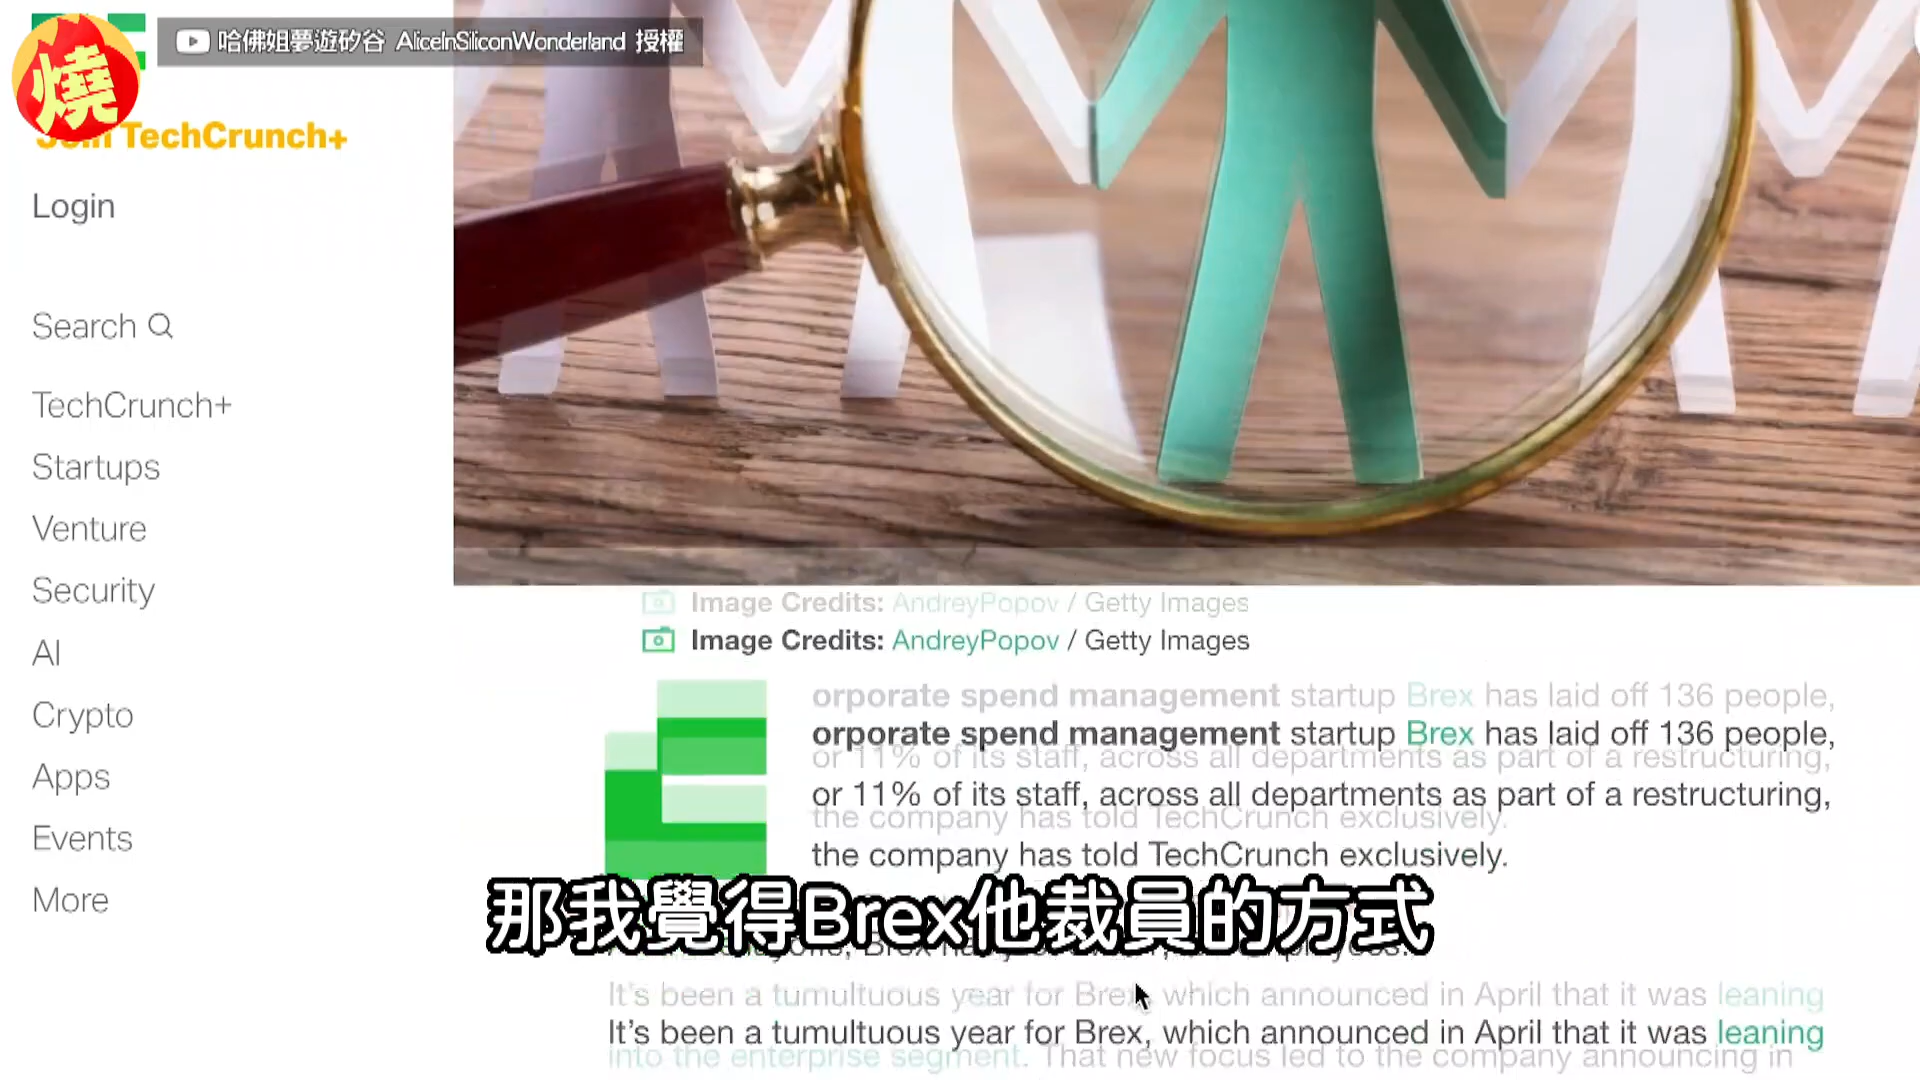 燒
哈佛姐夢遊矽谷 AliceInSiliconWonderland 授權
Join TechCrunch+
Login
Search
TechCrunch+
Startups
Venture
Security
AI
Crypto
Apps
Events
More
Image Credits: AndreyPopov / Getty Images
Image Credits: AndreyPopov / Getty Images
orporate spend management startup Brex has laid off 136 people,
orporate spend management startup Brex has laid off 136 people,
or 11% of its staff, across all departments as part of a restructuring,
or 11% of its staff, across all departments as part of a restructuring,
the company has told TechCrunch exclusively.
the company has told TechCrunch exclusively.
那我覺得Brex他裁員的方式
It's been a tumultuous year for Brex, which announced in April that it was leaning
It's been a tumultuous year for Brex, which announced in April that it was leaning
into the enterprise segment. That new focus led to the company announcing in